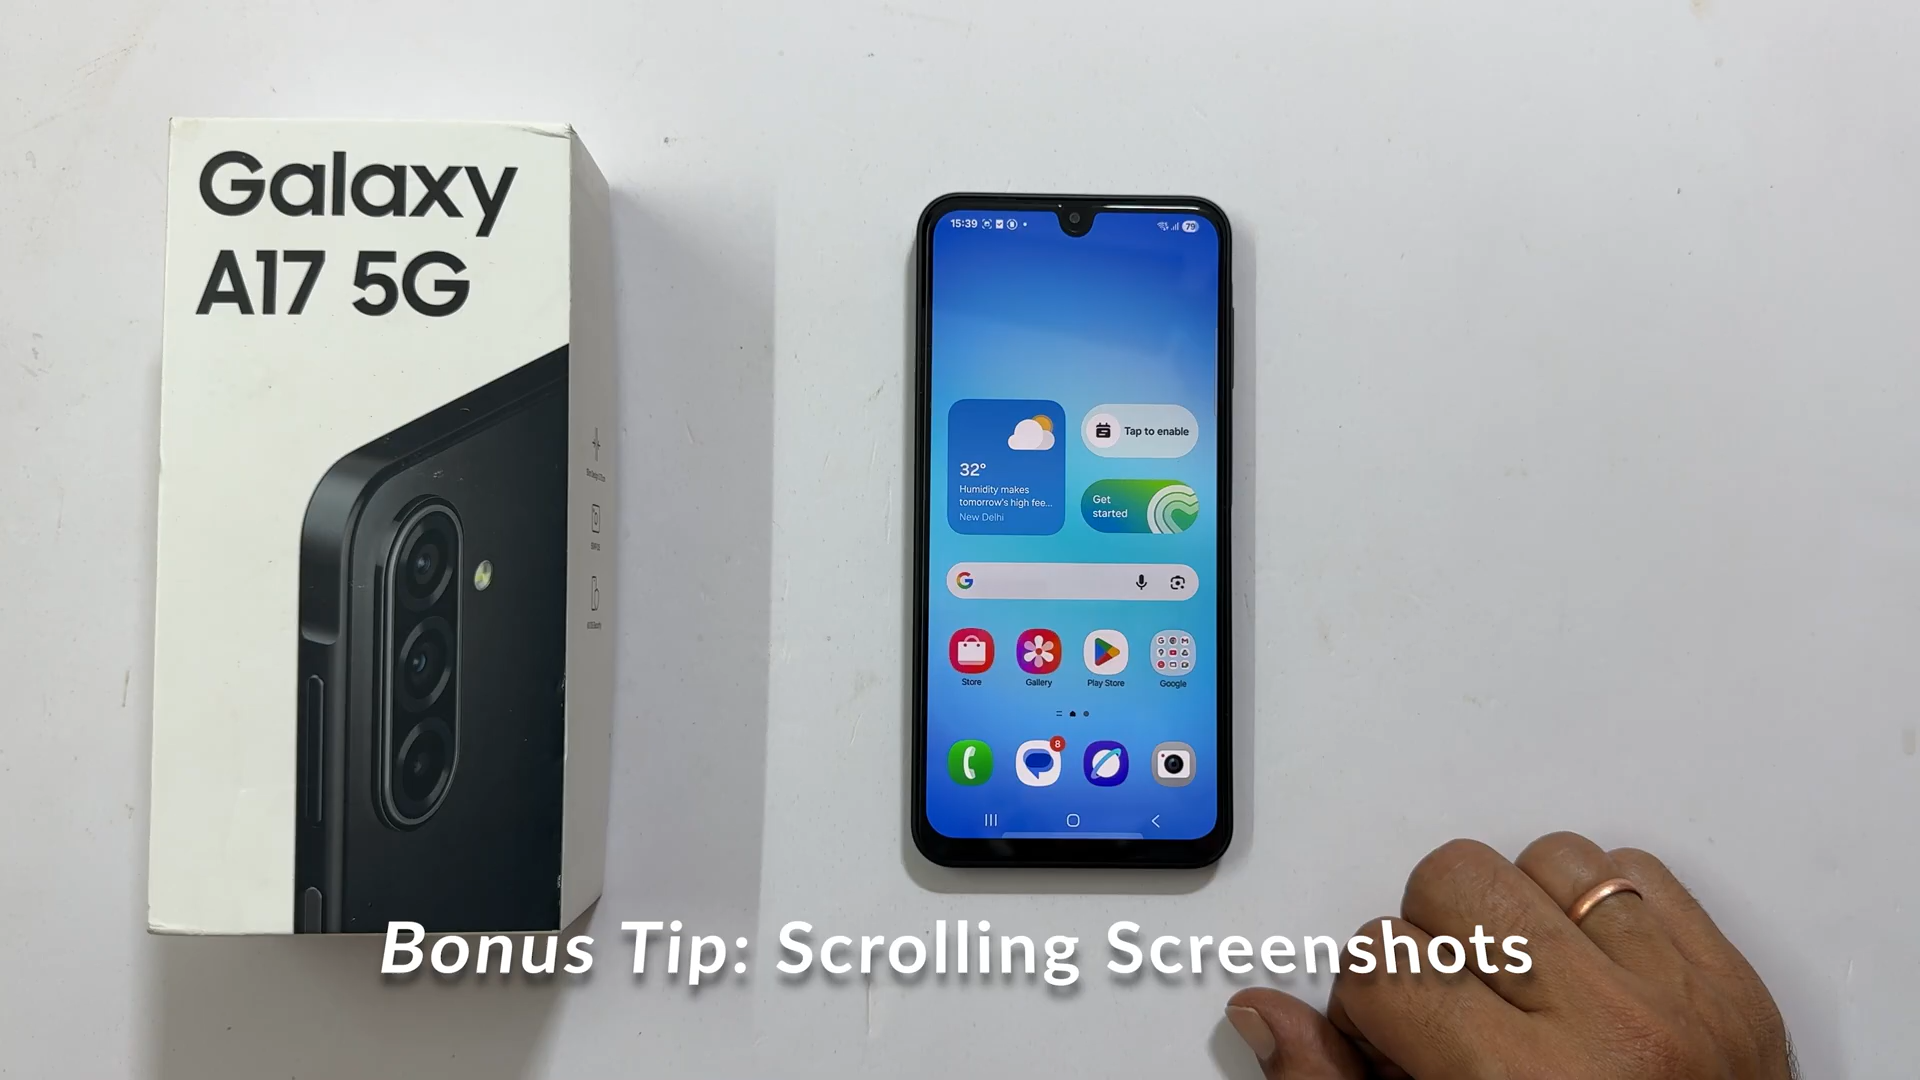 Galaxy
A17 5G
15:39
79
Tap to enable
32°
Humidity makes
tomorrow's high fee...
New Delhi
Get
started
Store
Gallery
Play Store
Google
8
Bonus Tip: Scrolling Screenshots